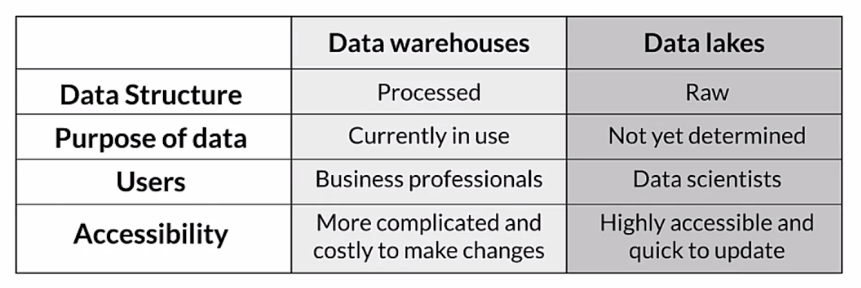 Data warehouses
Data lakes
Data Structure
Processed
Raw
Purpose of data
Currently in use
Not yet determined
Users
Business professionals
Data scientists
Accessibility
More complicated and
costly to make changes
Highly accessible and
quick to update